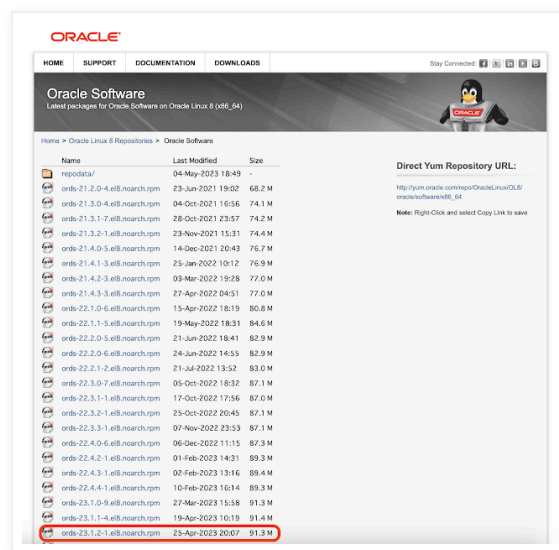 ORACLE
HOME SUPPORT DOCUMENTATION DOWNLOADS Stay Connected:
Oracle Software
Latest packages for Oracle Software on Oracle Linux 8 (x86_64)
ORACLE
Home > Oracle Linux 8 Repositories > Oracle Software
Name Last Modified Size
Direct Yum Repository URL:
repodata/ 04-May-2023 18:49 -
ords-21.2.0-4.el8.noarch.rpm 23-Jun-2021 19:02 68.2 M
http://yum.oracle.com/repo/OracleLinux/OL8/
oracle/software/x86_64
ords-21.3.0-4.el8.noarch.rpm 04-Oct-2021 16:56 74.1 M
Note: Right-Click and select Copy Link to save
ords-21.3.1-7.el8.noarch.rpm 28-Oct-2021 23:57 74.2 M
ords-21.3.2-1.el8.noarch.rpm 23-Nov-2021 15:31 74.4 M
ords-21.4.0-5.el8.noarch.rpm 14-Dec-2021 20:43 76.7 M
ords-21.4.1-3.el8.noarch.rpm 25-Jan-2022 10:12 76.9 M
ords-21.4.2-3.el8.noarch.rpm 03-Mar-2022 19:28 77.0 M
ords-21.4.3-3.el8.noarch.rpm 27-Apr-2022 04:51 77.0 M
ords-22.1.0-6.el8.noarch.rpm 15-Apr-2022 18:19 80.8 M
ords-22.1.1-5.el8.noarch.rpm 19-May-2022 18:31 84.6 M
ords-22.2.0-5.el8.noarch.rpm 21-Jun-2022 18:41 82.9 M
ords-22.2.0-6.el8.noarch.rpm 24-Jun-2022 14:55 82.9 M
ords-22.2.1-2.el8.noarch.rpm 21-Jul-2022 13:52 83.0 M
ords-22.3.0-7.el8.noarch.rpm 05-Oct-2022 18:32 87.1 M
ords-22.3.1-1.el8.noarch.rpm 17-Oct-2022 17:56 87.0 M
ords-22.3.2-1.el8.noarch.rpm 25-Oct-2022 20:45 87.1 M
ords-22.3.3-1.el8.noarch.rpm 07-Nov-2022 23:53 87.1 M
ords-22.4.0-6.el8.noarch.rpm 06-Dec-2022 11:15 87.3 M
ords-22.4.2-1.el8.noarch.rpm 01-Feb-2023 14:31 89.3 M
ords-22.4.3-1.el8.noarch.rpm 02-Feb-2023 13:16 89.4 M
ords-22.4.4-1.el8.noarch.rpm 10-Feb-2023 16:14 89.3 M
ords-23.1.0-9.el8.noarch.rpm 27-Mar-2023 15:58 91.3 M
ords-23.1.1-4.el8.noarch.rpm 19-Apr-2023 10:19 91.4 M
ords-23.1.2-1.el8.noarch.rpm 25-Apr-2023 20:07 91.3 M